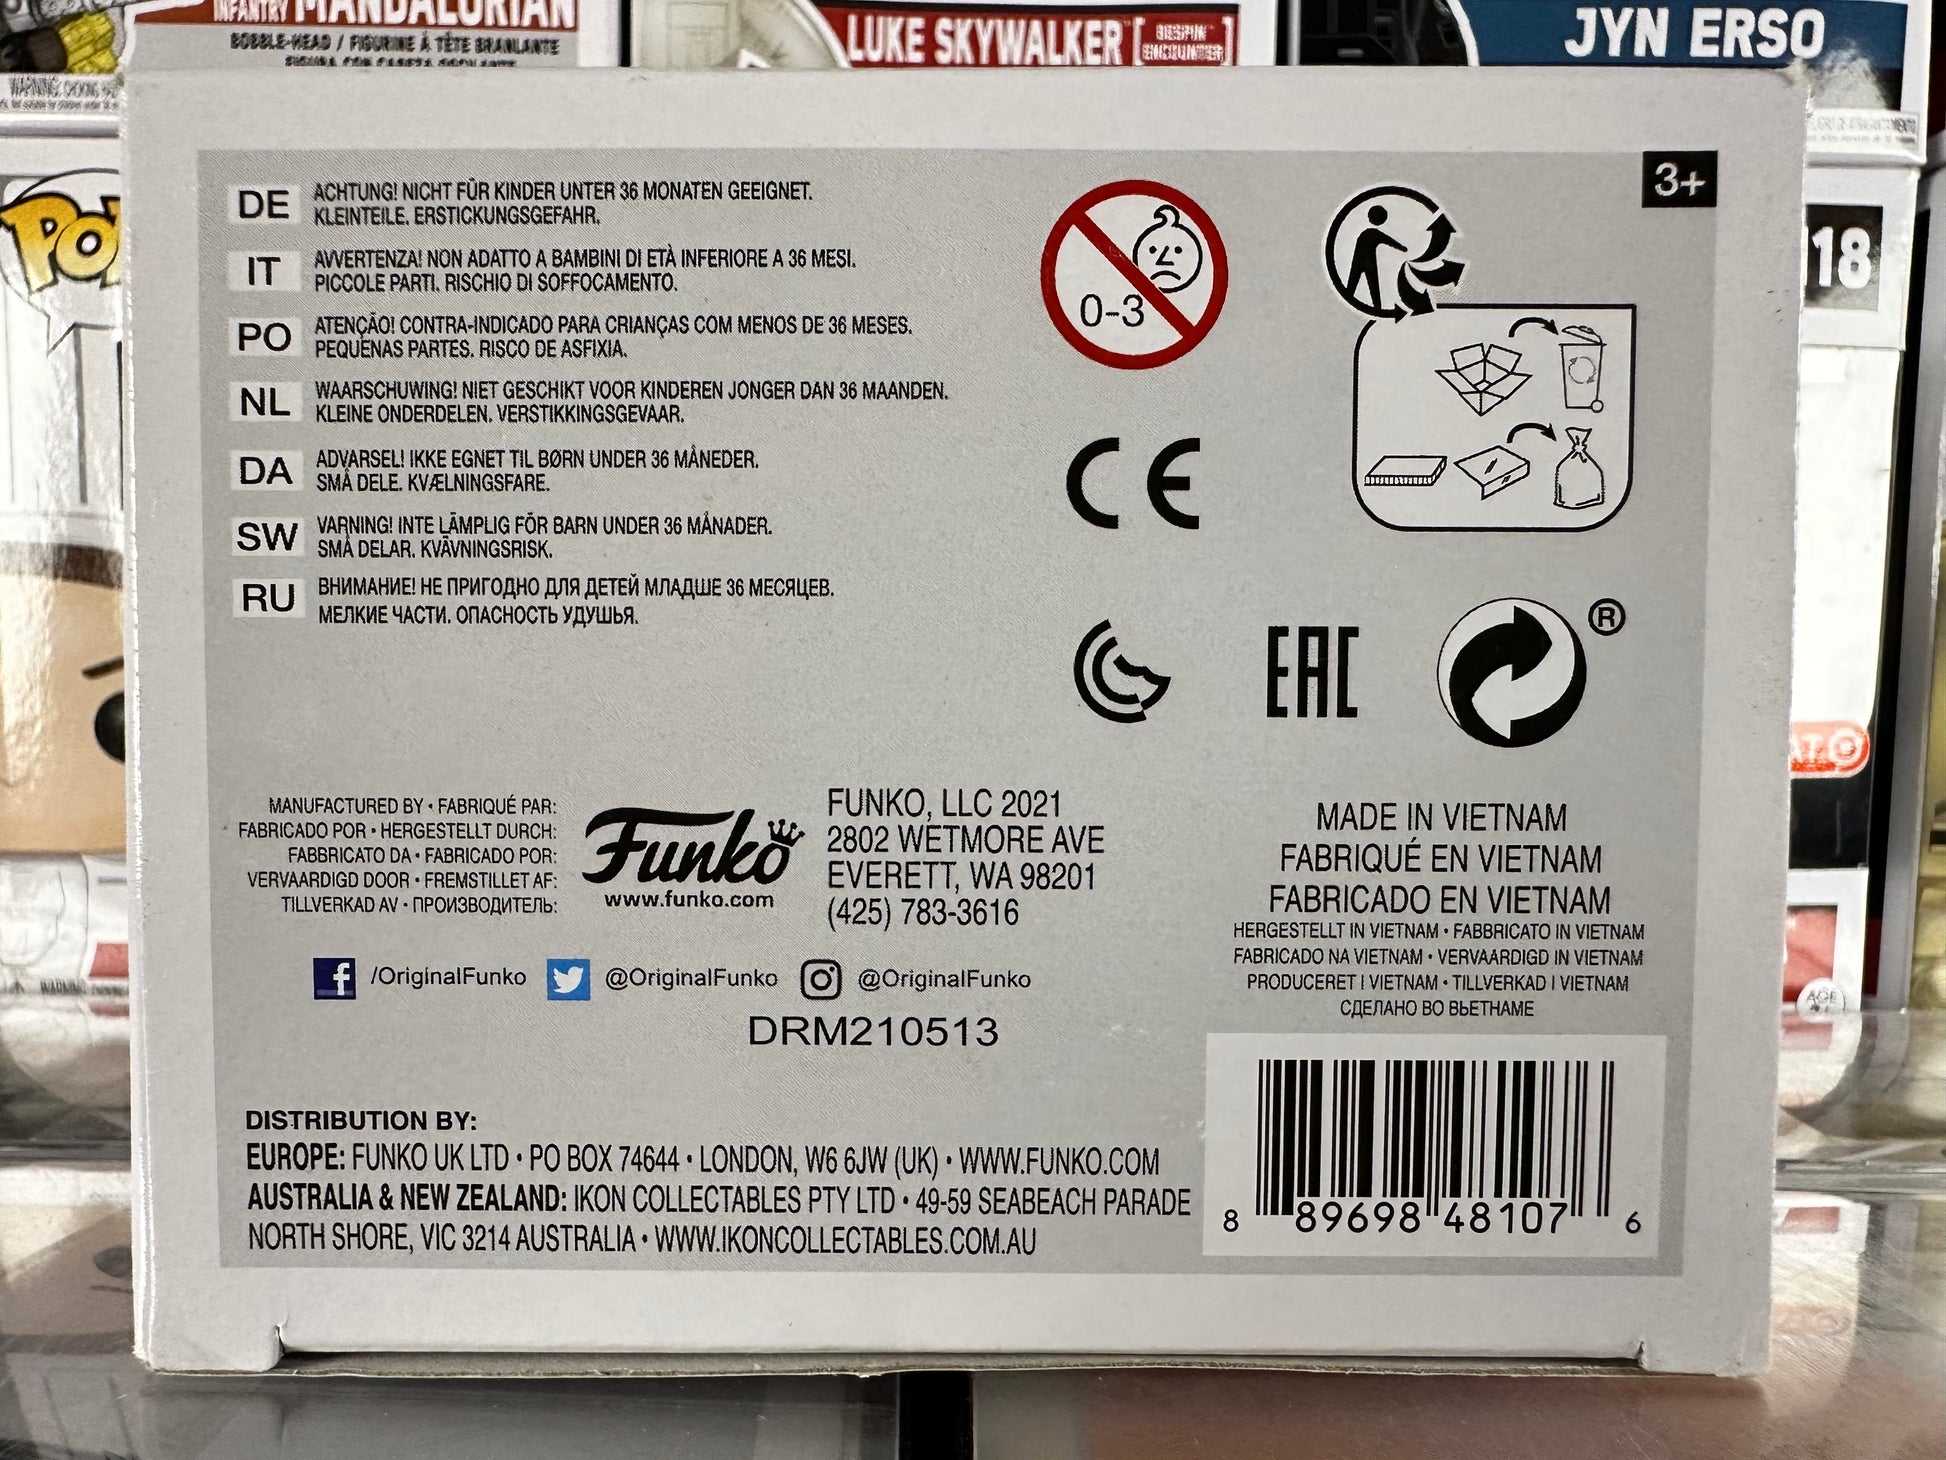 INFANTRY MANDALORIAN
BOBBLE-HEAD / FIGURINE À TÊTE BRANLANTE
LUKE SKYWALKER™ [BESPIN ENCOUNTER]
JYN ERSO
18
3+
DE ACHTUNG! NICHT FÜR KINDER UNTER 36 MONATEN GEEIGNET.
KLEINTEILE. ERSTICKUNGSGEFAHR.
IT AVVERTENZA! NON ADATTO A BAMBINI DI ETÀ INFERIORE A 36 MESI.
PICCOLE PARTI. RISCHIO DI SOFFOCAMENTO.
PO ATENÇÃO! CONTRA-INDICADO PARA CRIANÇAS COM MENOS DE 36 MESES.
PEQUENAS PARTES. RISCO DE ASFIXIA.
NL WAARSCHUWING! NIET GESCHIKT VOOR KINDEREN JONGER DAN 36 MAANDEN.
KLEINE ONDERDELEN. VERSTIKKINGSGEVAAR.
DA ADVARSEL! IKKE EGNET TIL BØRN UNDER 36 MÅNEDER.
SMÅ DELE. KVÆLNINGSFARE.
SW VARNING! INTE LÄMPLIG FÖR BARN UNDER 36 MÅNADER.
SMÅ DELAR. KVÄVNINGSRISK.
RU ВНИМАНИЕ! НЕ ПРИГОДНО ДЛЯ ДЕТЕЙ МЛАДШЕ 36 МЕСЯЦЕВ.
МЕЛКИЕ ЧАСТИ. ОПАСНОСТЬ УДУШЬЯ.
0-3
CE
EAC
®
MANUFACTURED BY • FABRIQUÉ PAR:
FABRICADO POR • HERGESTELLT DURCH:
FABBRICATO DA • FABRICADO POR:
VERVAARDIGD DOOR • FREMSTILLET AF:
TILLVERKAD AV • ПРОИЗВОДИТЕЛЬ:
Funko
www.funko.com
FUNKO, LLC 2021
2802 WETMORE AVE
EVERETT, WA 98201
(425) 783-3616
MADE IN VIETNAM
FABRIQUÉ EN VIETNAM
FABRICADO EN VIETNAM
HERGESTELLT IN VIETNAM • FABBRICATO IN VIETNAM
FABRICADO NA VIETNAM • VERVAARDIGD IN VIETNAM
PRODUCERET I VIETNAM • TILLVERKAD I VIETNAM
СДЕЛАНО ВО ВЬЕТНАМЕ
/OriginalFunko @OriginalFunko @OriginalFunko
DRM210513
DISTRIBUTION BY:
EUROPE: FUNKO UK LTD • PO BOX 74644 • LONDON, W6 6JW (UK) • WWW.FUNKO.COM
AUSTRALIA & NEW ZEALAND: IKON COLLECTABLES PTY LTD • 49-59 SEABEACH PARADE
NORTH SHORE, VIC 3214 AUSTRALIA • WWW.IKONCOLLECTABLES.COM.AU
8 89698 48107 6